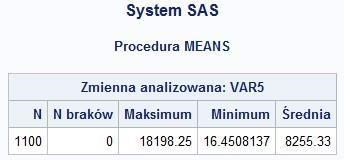 System SAS
Procedura MEANS
Zmienna analizowana: VAR5
N N braków Maksimum Minimum Średnia
1100 0 18198.25 16.4508137 8255.33